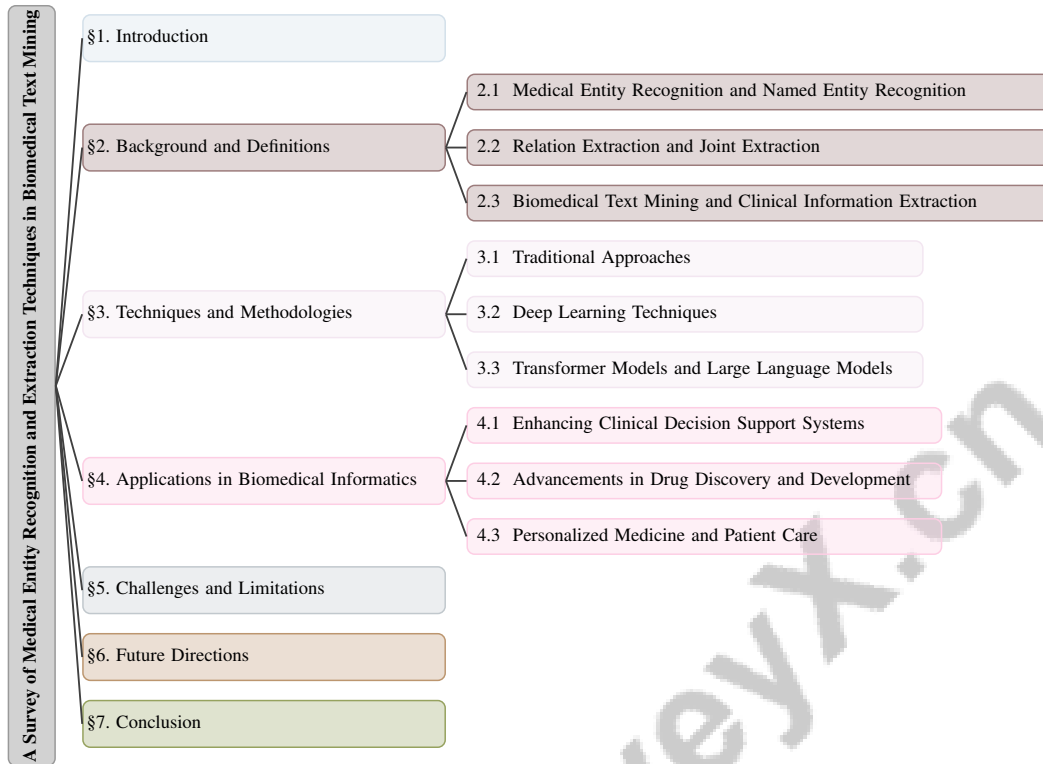 A Survey of Medical Entity Recognition and Extraction Techniques in Biomedical Text Mining
§1. Introduction
§2. Background and Definitions
2.1 Medical Entity Recognition and Named Entity Recognition
2.2 Relation Extraction and Joint Extraction
2.3 Biomedical Text Mining and Clinical Information Extraction
§3. Techniques and Methodologies
3.1 Traditional Approaches
3.2 Deep Learning Techniques
3.3 Transformer Models and Large Language Models
§4. Applications in Biomedical Informatics
4.1 Enhancing Clinical Decision Support Systems
4.2 Advancements in Drug Discovery and Development
4.3 Personalized Medicine and Patient Care
§5. Challenges and Limitations
§6. Future Directions
§7. Conclusion
veyX.cn